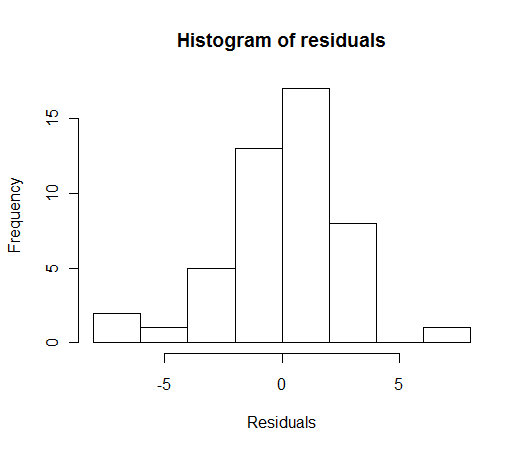 Histogram of residuals
Frequency
15
10
5
0
-5 0 5
Residuals